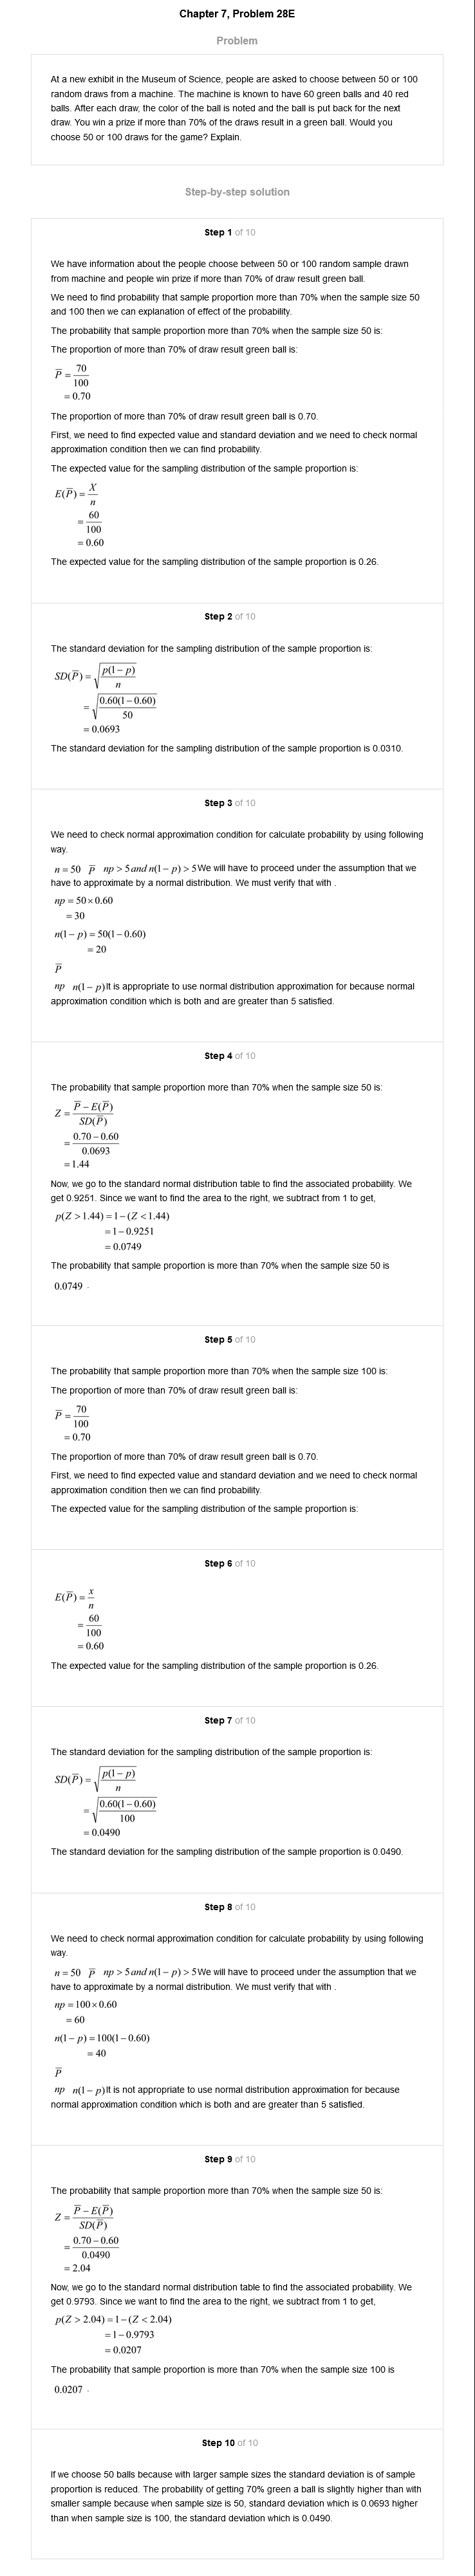 Chapter 7, Problem 28E
Problem
At a new exhibit in the Museum of Science, people are asked to choose between 50 or 100
random draws from a machine. The machine is known to have 60 green balls and 40 red
balls. After each draw, the color of the ball is noted and the ball is put back for the next
draw. You win a prize if more than 70% of the draws result in a green ball. Would you
choose 50 or 100 draws for the game? Explain.
Step-by-step solution
Step 1 of 10
We have information about the people choose between 50 or 100 random sample drawn
from machine and people win prize if more than 70% of draw result green ball.
We need to find probability that sample proportion more than 70% when the sample size 50
and 100 then we can explanation of effect of the probability.
The probability that sample proportion more than 70% when the sample size 50 is:
The proportion of more than 70% of draw result green ball is:
P̅ = 70/100
= 0.70
The proportion of more than 70% of draw result green ball is 0.70.
First, we need to find expected value and standard deviation and we need to check normal
approximation condition then we can find probability.
The expected value for the sampling distribution of the sample proportion is:
E(P̅) = X/n
= 60/100
= 0.60
The expected value for the sampling distribution of the sample proportion is 0.26.
Step 2 of 10
The standard deviation for the sampling distribution of the sample proportion is:
SD(P̅) = √(p(1−p)/n)
= √(0.60(1−0.60)/50)
= 0.0693
The standard deviation for the sampling distribution of the sample proportion is 0.0310.
Step 3 of 10
We need to check normal approximation condition for calculate probability by using following
way.
n = 50 P̅ np > 5 and n(1−p) > 5 We will have to proceed under the assumption that we
have to approximate by a normal distribution. We must verify that with .
np = 50×0.60
= 30
n(1−p) = 50(1−0.60)
= 20
P̅
np n(1−p) It is appropriate to use normal distribution approximation for because normal
approximation condition which is both and are greater than 5 satisfied.
Step 4 of 10
The probability that sample proportion more than 70% when the sample size 50 is:
Z = (P̅ − E(P̅))/SD(P̅)
= (0.70−0.60)/0.0693
= 1.44
Now, we go to the standard normal distribution table to find the associated probability. We
get 0.9251. Since we want to find the area to the right, we subtract from 1 to get,
p(Z > 1.44) = 1−(Z < 1.44)
= 1−0.9251
= 0.0749
The probability that sample proportion is more than 70% when the sample size 50 is
0.0749 .
Step 5 of 10
The probability that sample proportion more than 70% when the sample size 100 is:
The proportion of more than 70% of draw result green ball is:
P̅ = 70/100
= 0.70
The proportion of more than 70% of draw result green ball is 0.70.
First, we need to find expected value and standard deviation and we need to check normal
approximation condition then we can find probability.
The expected value for the sampling distribution of the sample proportion is:
Step 6 of 10
E(P̅) = x/n
= 60/100
= 0.60
The expected value for the sampling distribution of the sample proportion is 0.26.
Step 7 of 10
The standard deviation for the sampling distribution of the sample proportion is:
SD(P̅) = √(p(1−p)/n)
= √(0.60(1−0.60)/100)
= 0.0490
The standard deviation for the sampling distribution of the sample proportion is 0.0490.
Step 8 of 10
We need to check normal approximation condition for calculate probability by using following
way.
n = 50 P̅ np > 5 and n(1−p) > 5 We will have to proceed under the assumption that we
have to approximate by a normal distribution. We must verify that with .
np = 100×0.60
= 60
n(1−p) = 100(1−0.60)
= 40
P̅
np n(1−p) It is not appropriate to use normal distribution approximation for because
normal approximation condition which is both and are greater than 5 satisfied.
Step 9 of 10
The probability that sample proportion more than 70% when the sample size 50 is:
Z = (P̅ − E(P̅))/SD(P̅)
= (0.70−0.60)/0.0490
= 2.04
Now, we go to the standard normal distribution table to find the associated probability. We
get 0.9793. Since we want to find the area to the right, we subtract from 1 to get,
p(Z > 2.04) = 1−(Z < 2.04)
= 1−0.9793
= 0.0207
The probability that sample proportion is more than 70% when the sample size 100 is
0.0207 .
Step 10 of 10
If we choose 50 balls because with larger sample sizes the standard deviation is of sample
proportion is reduced. The probability of getting 70% green a ball is slightly higher than with
smaller sample because when sample size is 50, standard deviation which is 0.0693 higher
than when sample size is 100, the standard deviation which is 0.0490.